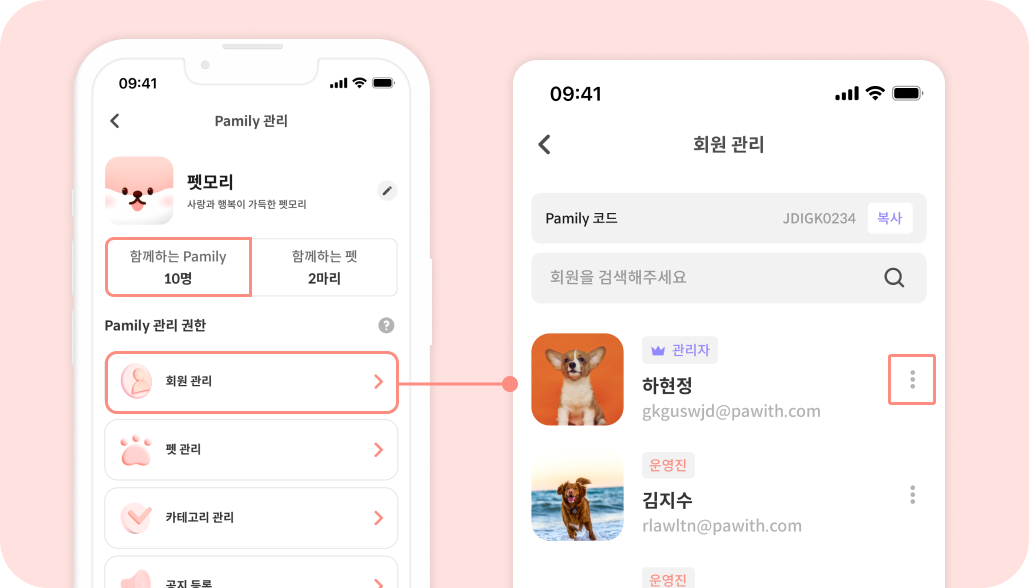 09:41
Pamily 관리
펫모리
사랑과 행복이 가득한 펫모리
함께하는 Pamily
10명
함께하는 펫
2마리
Pamily 관리 권한
?
회원 관리
펫 관리
카테고리 관리
공지 등록
09:41
회원 관리
Pamily 코드 JDIGK0234 복사
회원을 검색해주세요
관리자
하현정
gkguswjd@pawith.com
운영진
김지수
rlawltn@pawith.com
운영진